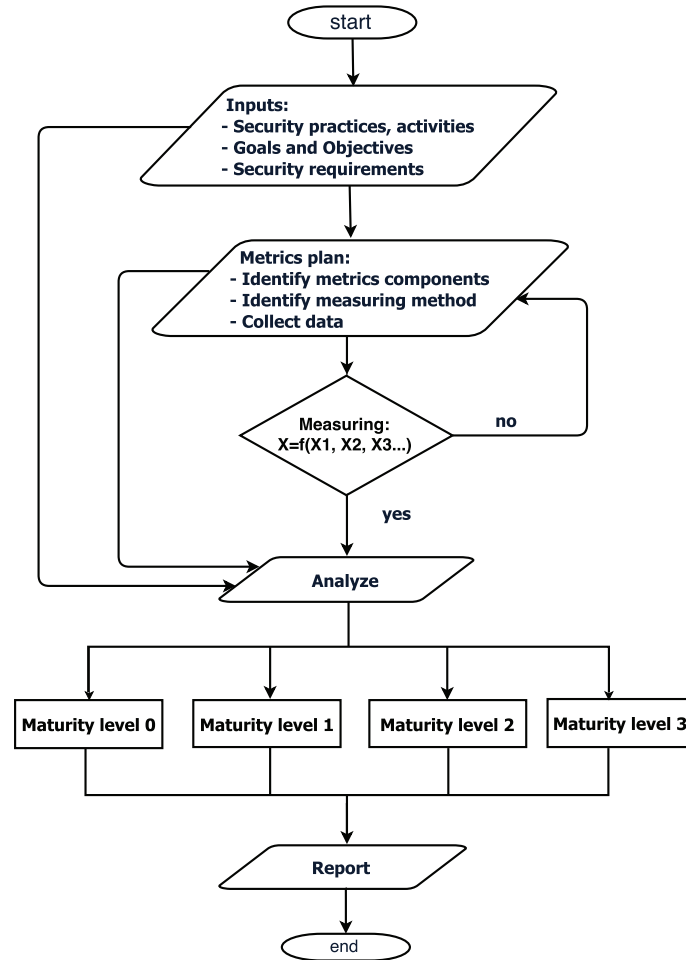 start
Inputs:
- Security practices, activities
- Goals and Objectives
- Security requirements
Metrics plan:
- Identify metrics components
- Identify measuring method
- Collect data
Measuring:
X=f(X1, X2, X3...)
no
yes
Analyze
Maturity level 0
Maturity level 1
Maturity level 2
Maturity level 3
Report
end